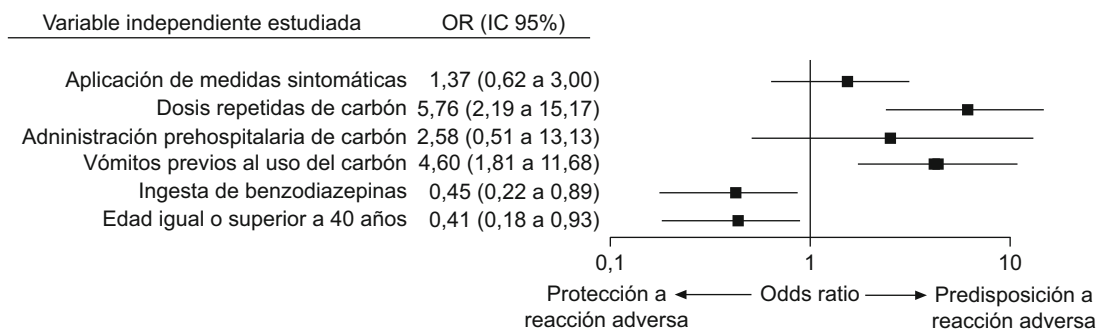 Variable independiente estudiada OR (IC 95%)
Aplicación de medidas sintomáticas 1,37 (0,62 a 3,00)
Dosis repetidas de carbón 5,76 (2,19 a 15,17)
Adninistración prehospitalaria de carbón 2,58 (0,51 a 13,13)
Vómitos previos al uso del carbón 4,60 (1,81 a 11,68)
Ingesta de benzodiazepinas 0,45 (0,22 a 0,89)
Edad igual o superior a 40 años 0,41 (0,18 a 0,93)
0,1 1 10
Protección a Odds ratio Predisposición a
reacción adversa reacción adversa